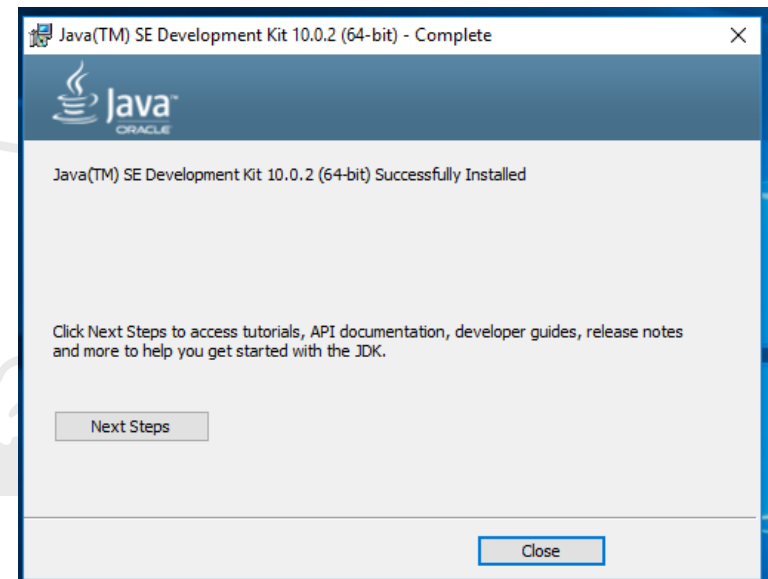 Java(TM) SE Development Kit 10.0.2 (64-bit) - Complete
Java™
ORACLE
Java(TM) SE Development Kit 10.0.2 (64-bit) Successfully Installed
Click Next Steps to access tutorials, API documentation, developer guides, release notes
and more to help you get started with the JDK.
Next Steps
Close